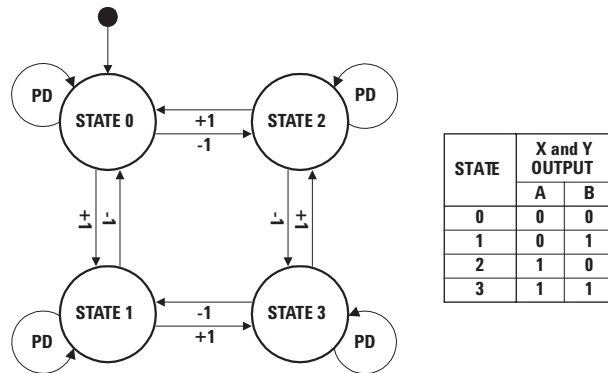 PD
STATE 0
+1
-1
STATE 2
PD
+1
-1
-1
+1
PD
STATE 1
-1
+1
STATE 3
PD
STATE X and Y OUTPUT
A B
0 0 0
1 0 1
2 1 0
3 1 1